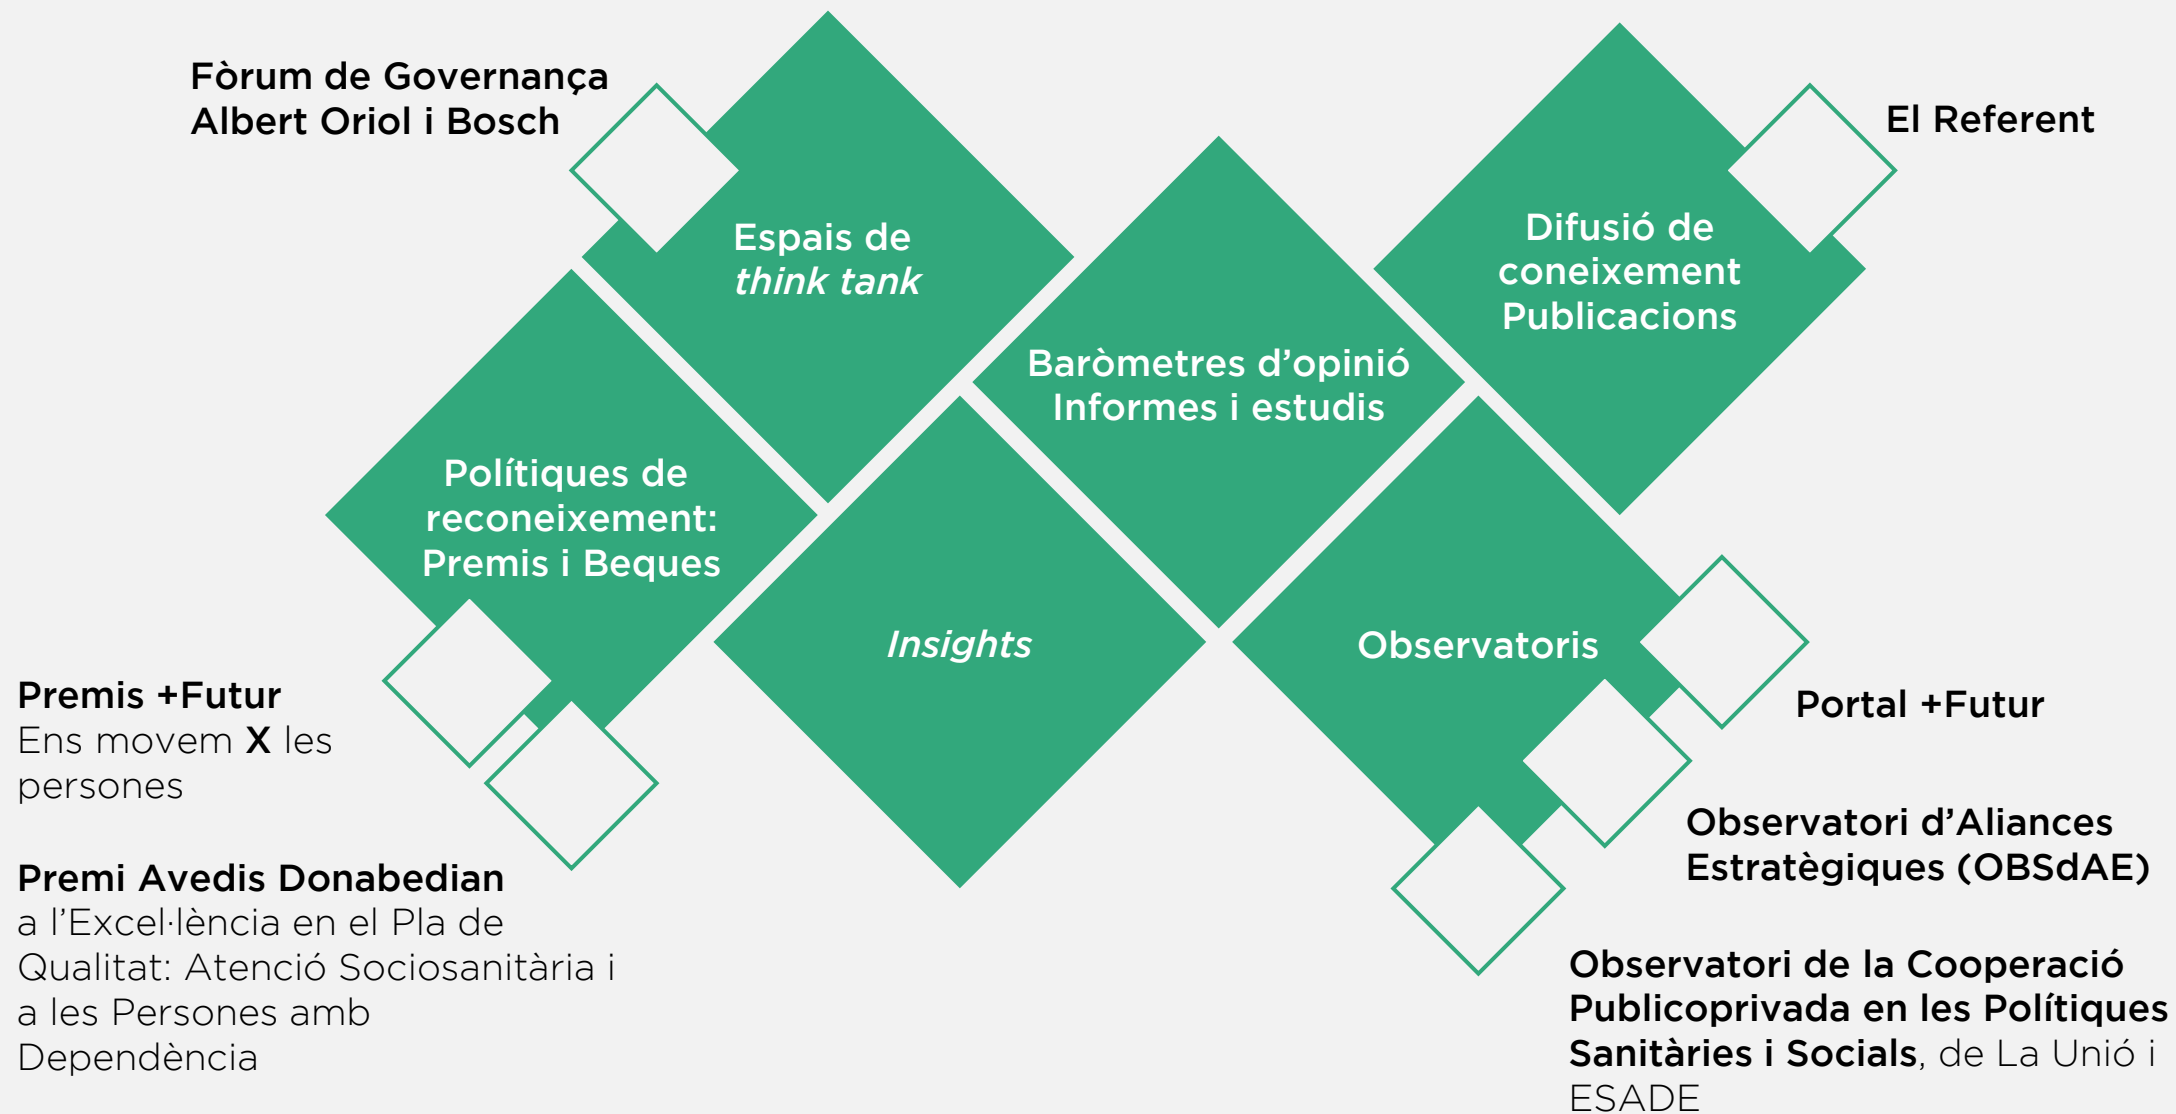 Fòrum de Governança
Albert Oriol i Bosch
El Referent
Espais de
think tank
Difusió de
coneixement
Publicacions
Baròmetres d’opinió
Informes i estudis
Polítiques de
reconeixement:
Premis i Beques
Insights
Observatoris
Premis +Futur
Ens movem X les
persones
Premi Avedis Donabedian
a l’Excel·lència en el Pla de
Qualitat: Atenció Sociosanitària i
a les Persones amb
Dependència
Portal +Futur
Observatori d’Aliances
Estratègiques (OBSdAE)
Observatori de la Cooperació
Publicoprivada en les Polítiques
Sanitàries i Socials, de La Unió i
ESADE